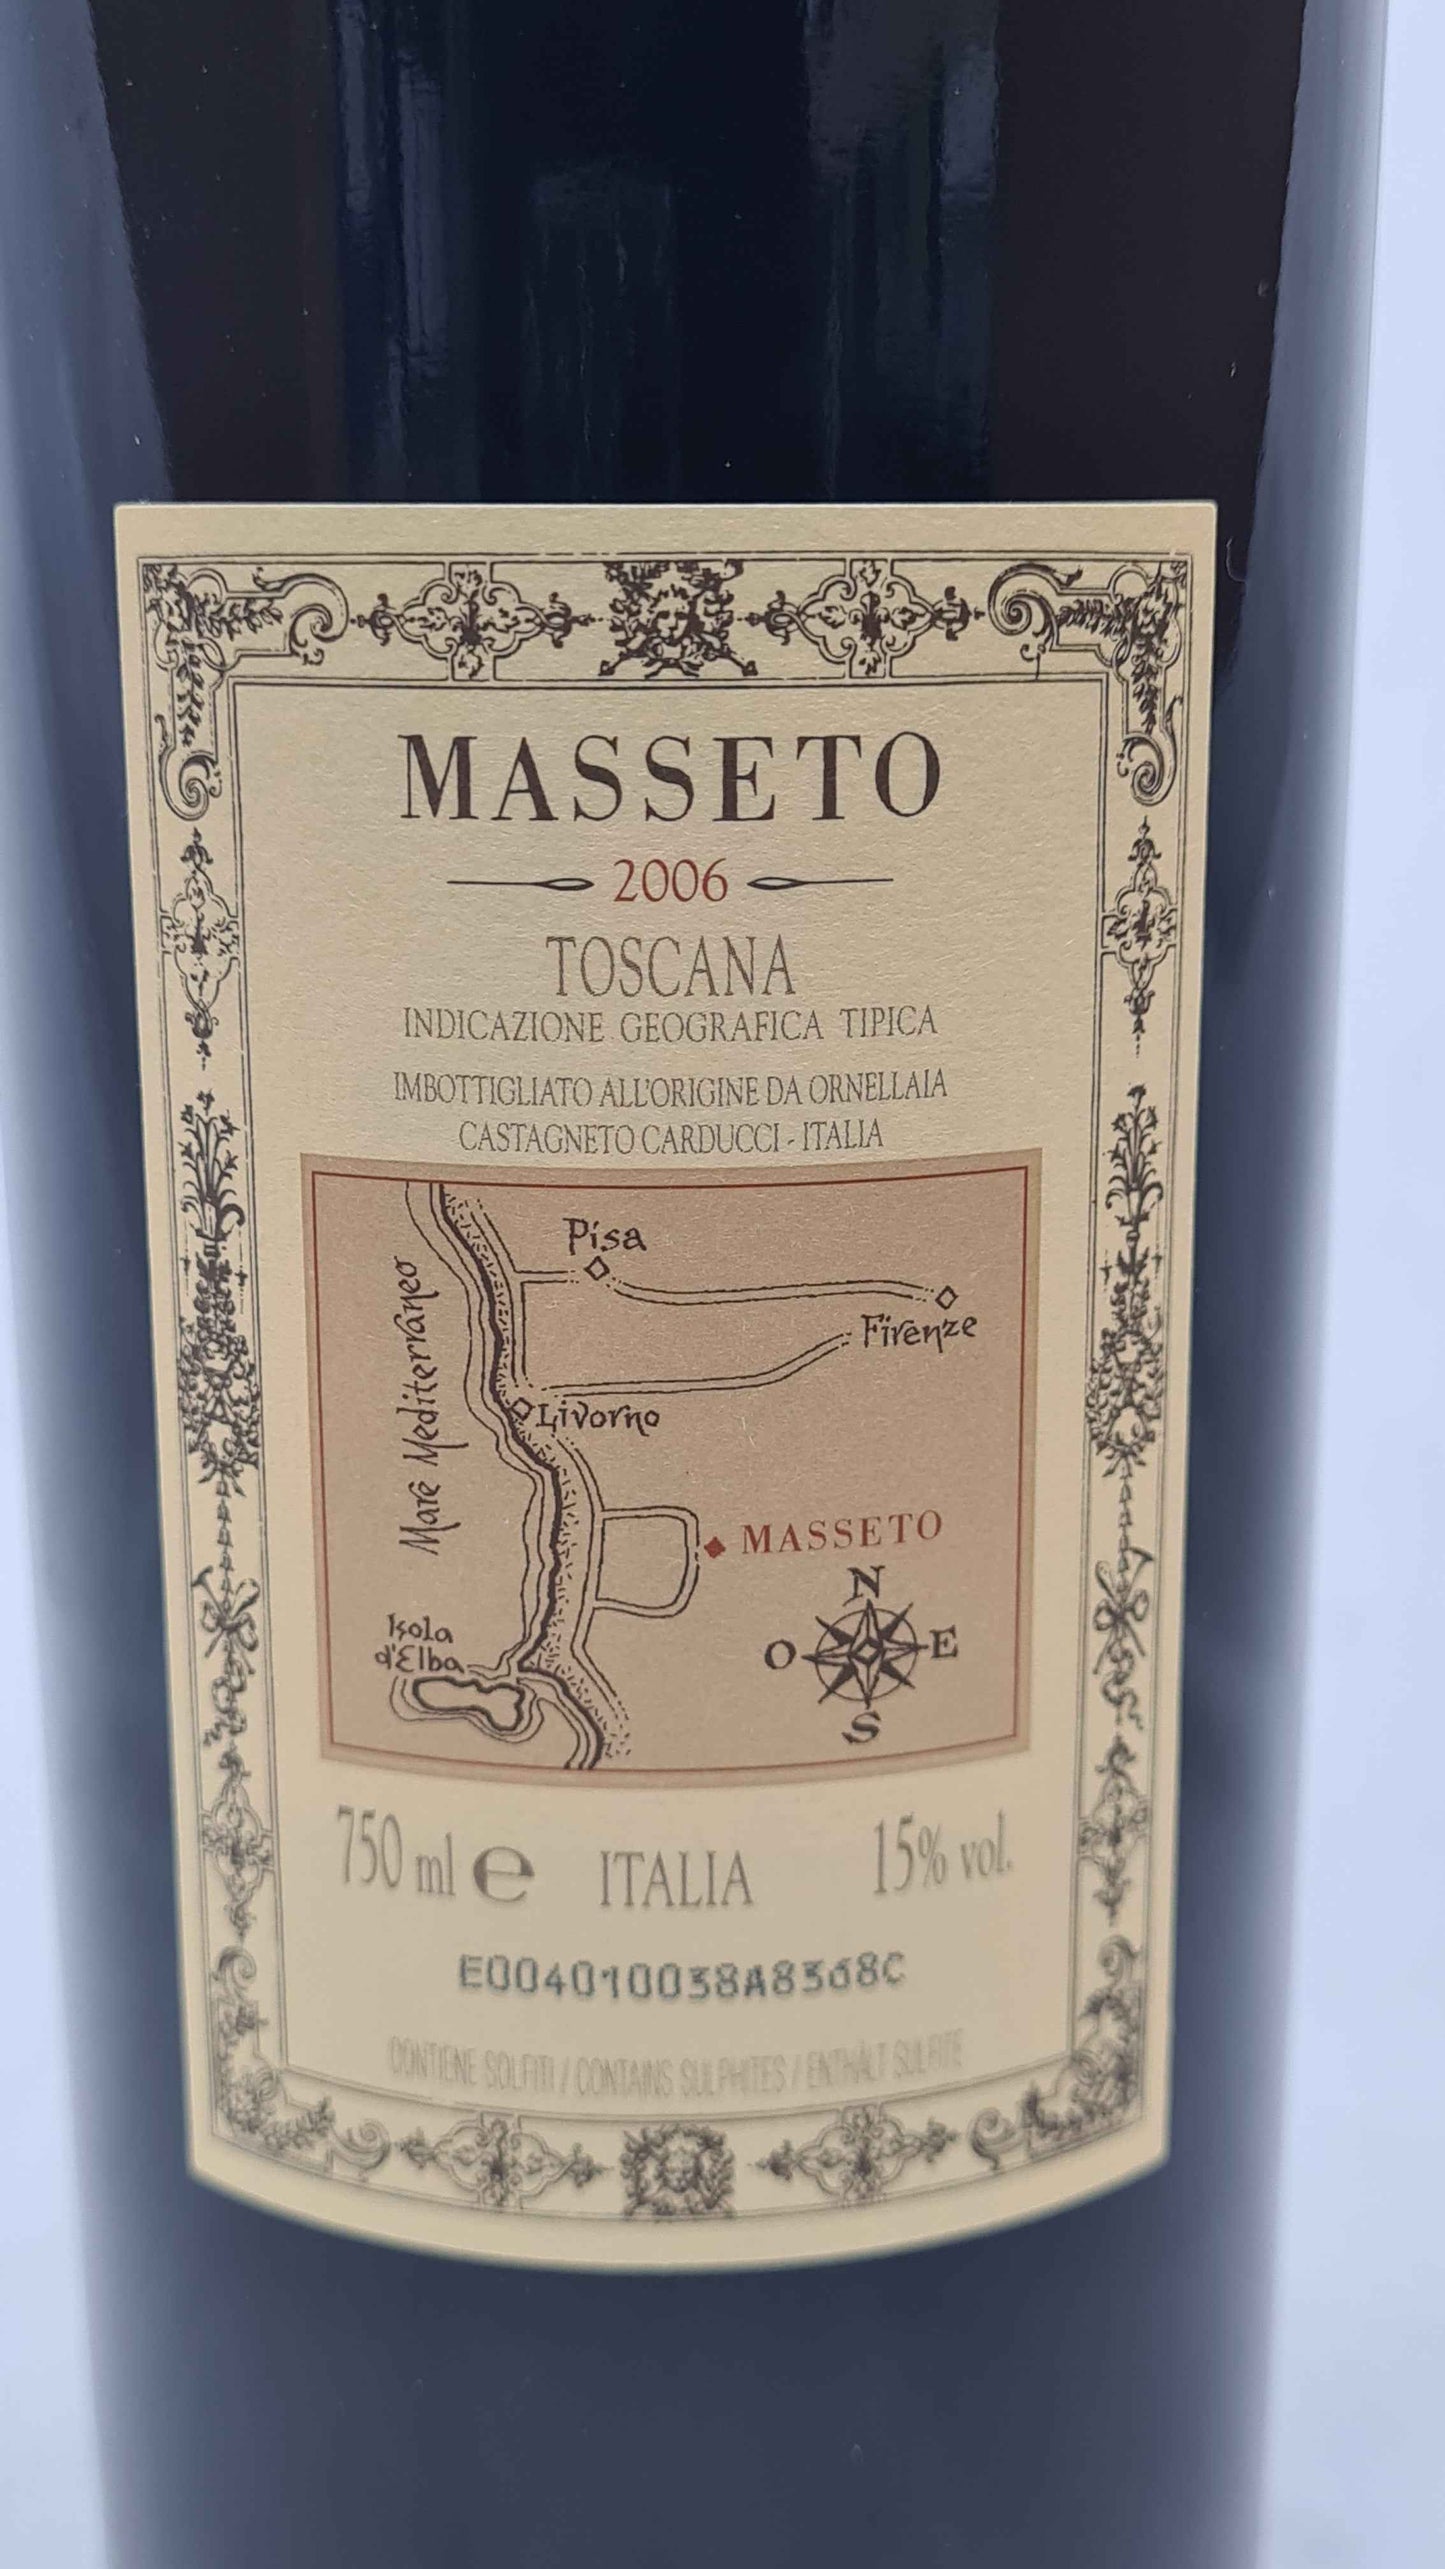 MASSETO
2006
TOSCANA
INDICAZIONE GEOGRAFICA TIPICA
IMBOTTIGLIATO ALL'ORIGINE DA ORNELLAIA
CASTAGNETO CARDUCCI - ITALIA
Pisa
Firenze
Mare Mediterraneo
Livorno
MASSETO
N
O E
S
Isola
d'Elba
750 ml e ITALIA 15% vol.
E004010038A8368C
CONTIENE SOLFITI / CONTAINS SULPHITES / ENTHÄLT SULFITE